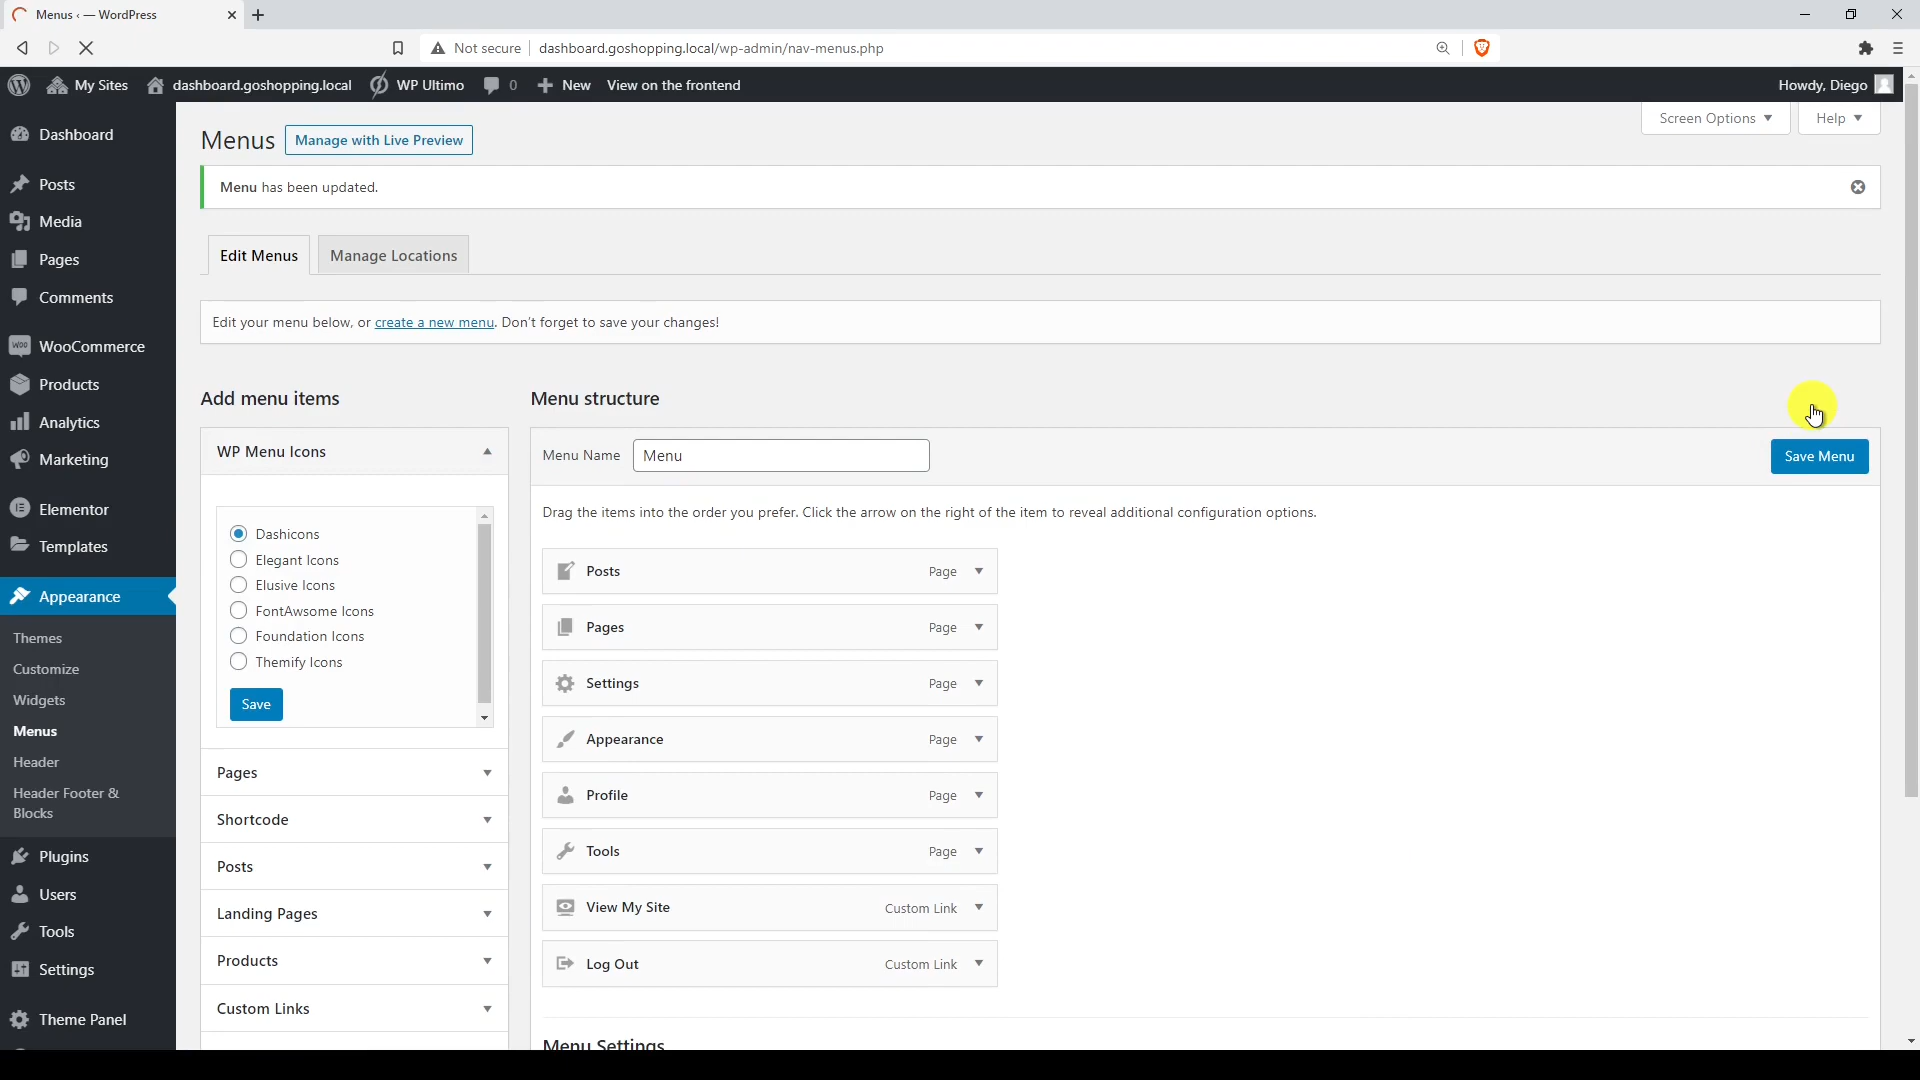 Menus ‹ — WordPress
Not secure
dashboard.goshopping.local/wp-admin/nav-menus.php
My Sites
dashboard.goshopping.local
WP Ultimo
0
New
View on the frontend
Howdy, Diego
Dashboard
Posts
Media
Pages
Comments
WooCommerce
Products
Analytics
Marketing
Elementor
Templates
Appearance
Themes
Customize
Widgets
Menus
Header
Header Footer &
Blocks
Plugins
Users
Tools
Settings
Theme Panel
Screen Options
Help
Menus
Manage with Live Preview
Menu has been updated.
Edit Menus
Manage Locations
Edit your menu below, or create a new menu. Don't forget to save your changes!
Add menu items
WP Menu Icons
Dashicons
Elegant Icons
Elusive Icons
FontAwsome Icons
Foundation Icons
Themify Icons
Save
Pages
Shortcode
Posts
Landing Pages
Products
Custom Links
Menu structure
Menu Name
Menu
Save Menu
Drag the items into the order you prefer. Click the arrow on the right of the item to reveal additional configuration options.
Posts Page
Pages Page
Settings Page
Appearance Page
Profile Page
Tools Page
View My Site Custom Link
Log Out Custom Link
Menu Settings